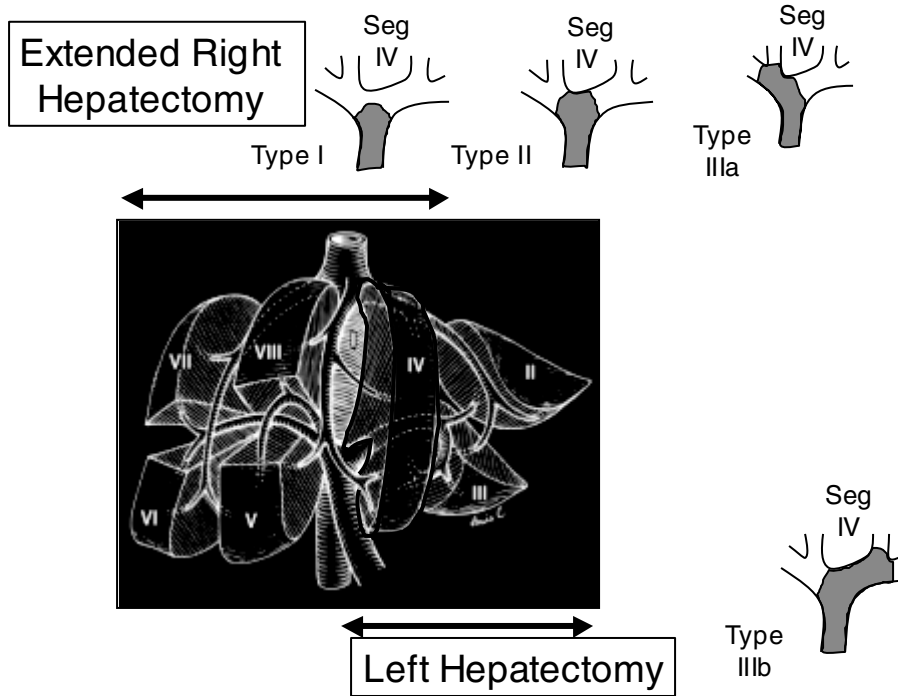 Extended Right
Hepatectomy
Seg
IV
Type I
Seg
IV
Type II
Seg
IV
Type
IIIa
VII
VIII
I
IV
II
VI
V
III
Seg
IV
Type
IIIb
Left Hepatectomy